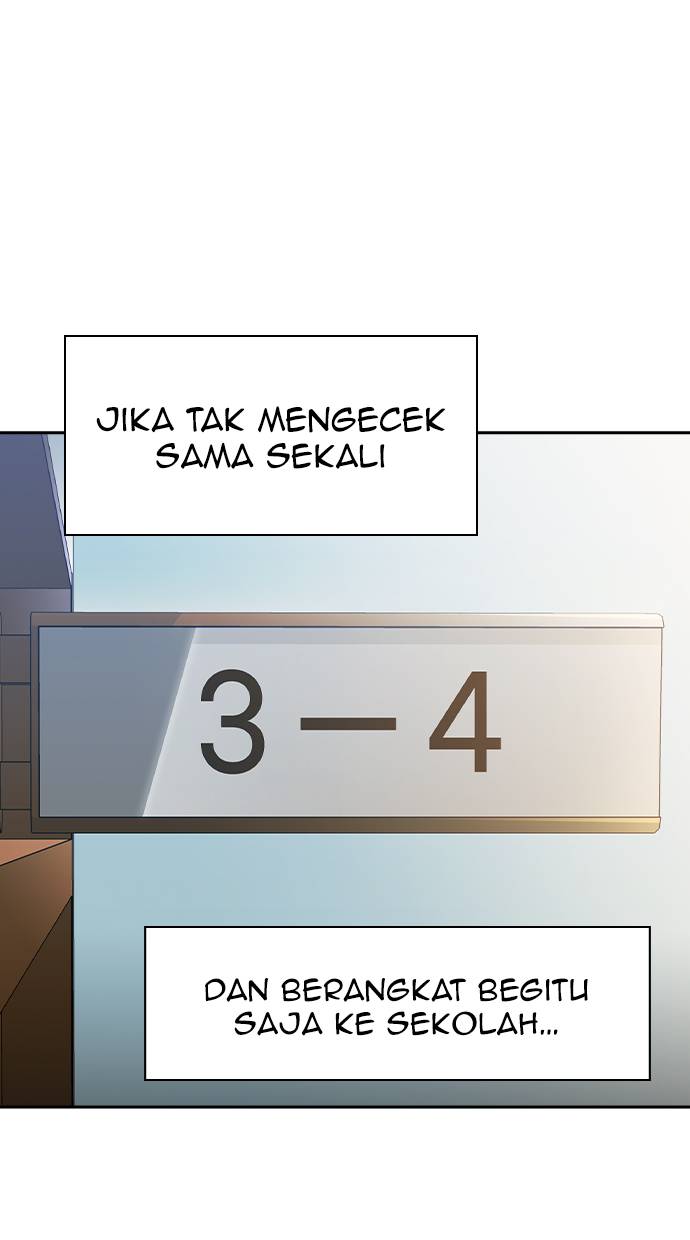 JIKA TAK MENGECEK
SAMA SEKALI
3－4
DAN BERANGKAT BEGITU
SAJA KE SEKOLAH...